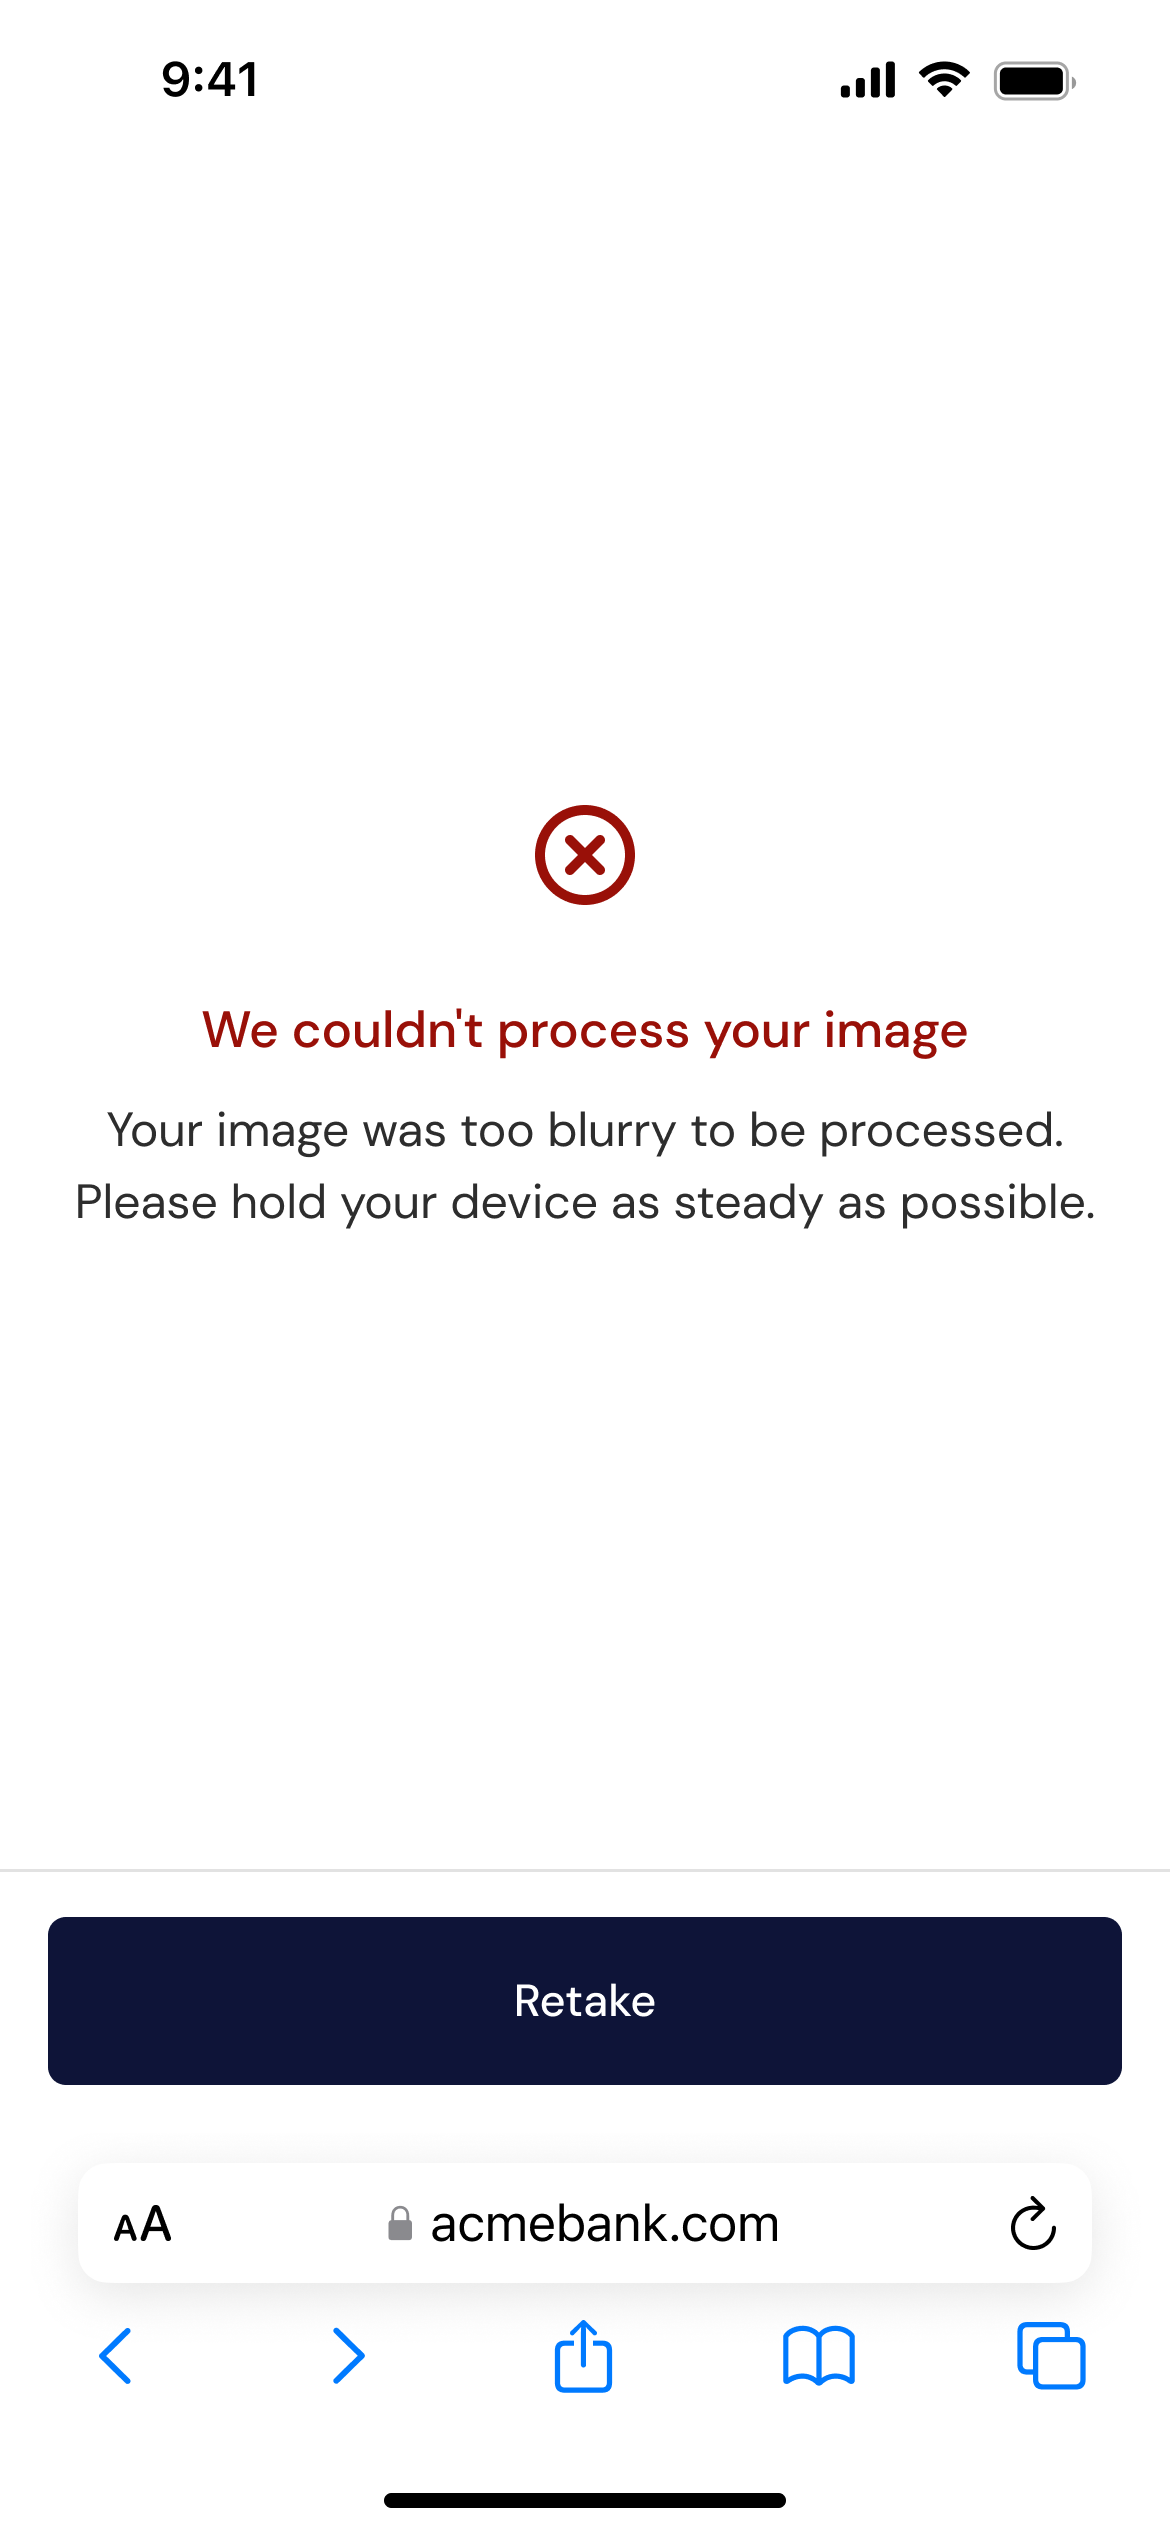 9:41
We couldn't process your image
Your image was too blurry to be processed.
Please hold your device as steady as possible.
Retake
AA
acmebank.com